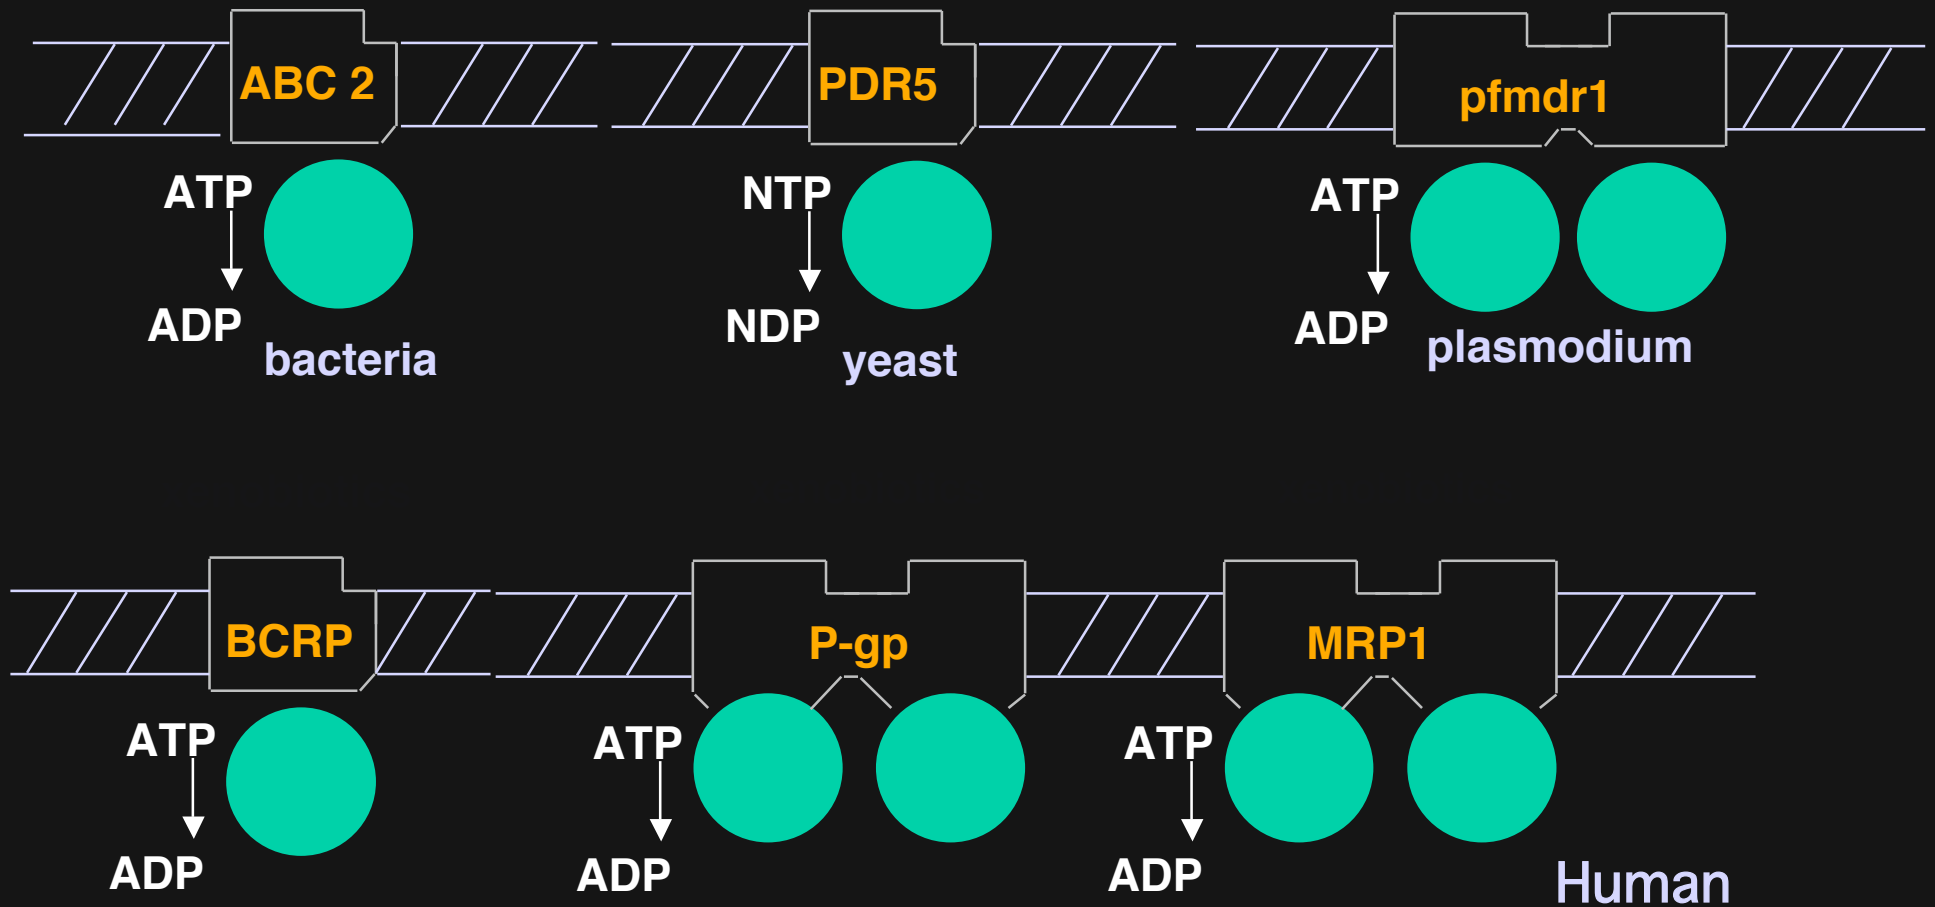 ABC 2
PDR5
pfmdr1
ATP
NTP
ATP
ADP
NDP
ADP
bacteria
yeast
plasmodium
BCRP
P-gp
MRP1
ATP
ATP
ATP
ADP
ADP
ADP
Human